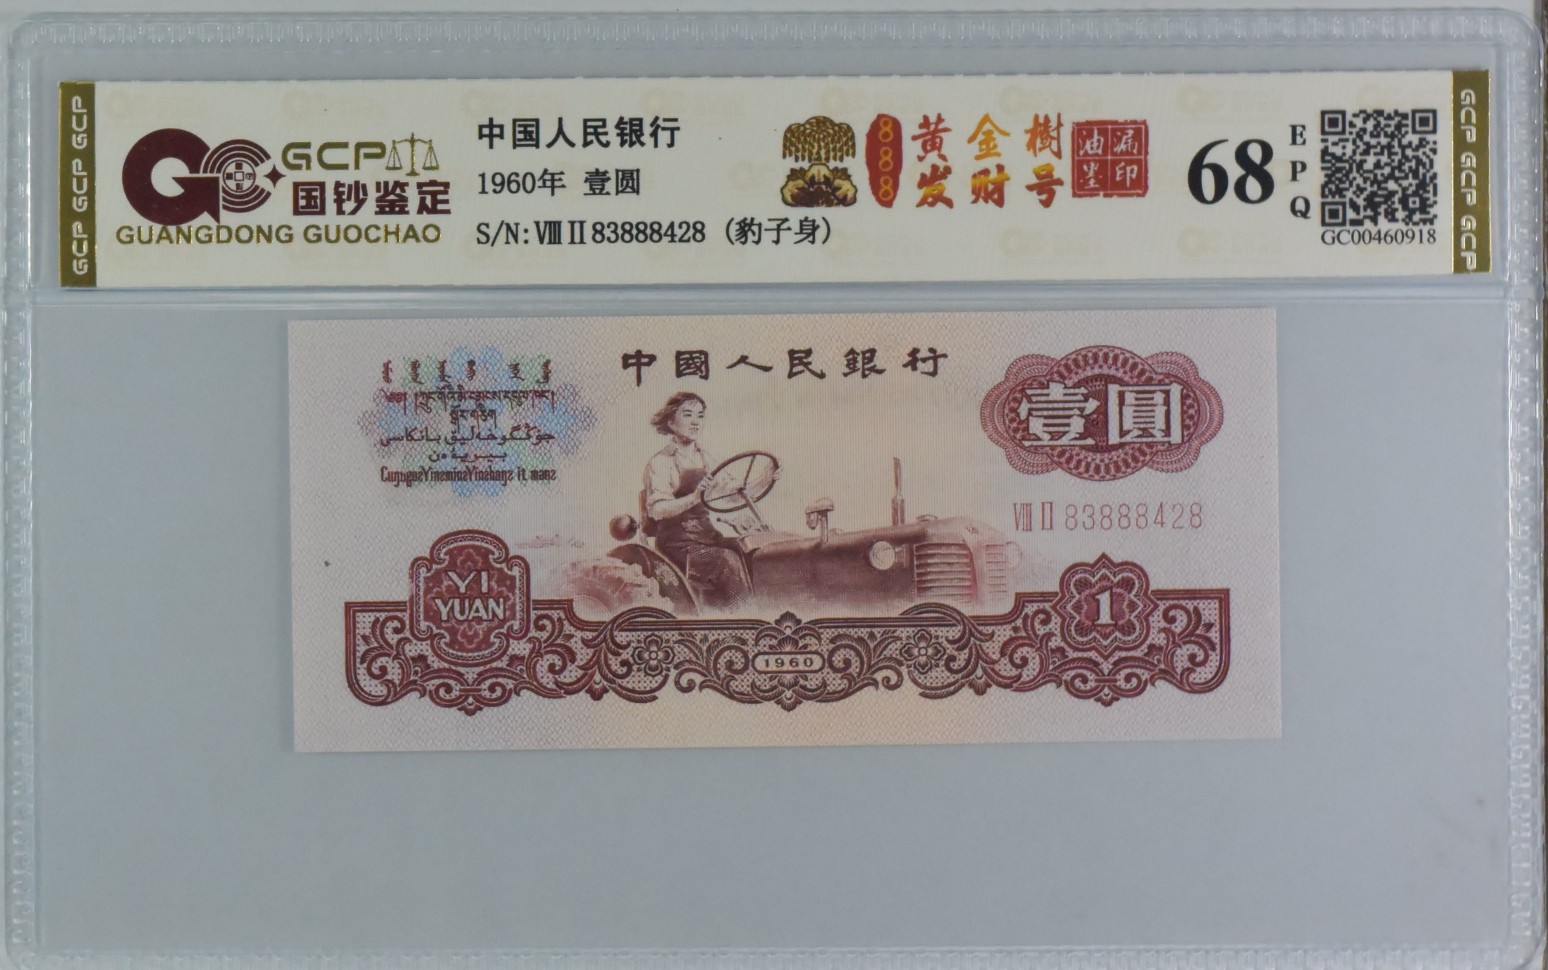 GCP GCP GCP
GCP
国钞鉴定
GUANGDONG GUOCHAO
中国人民银行
1960年 壹圆
S/N: Ⅷ Ⅱ 83888428 (豹子身)
888
黄金樹
发财号
漏印
油墨
68
EPQ
GC00460918
GCP GCP GCP
中國人民銀行
壹圓
Ⅷ Ⅱ 83888428
YI
YUAN
1960
1